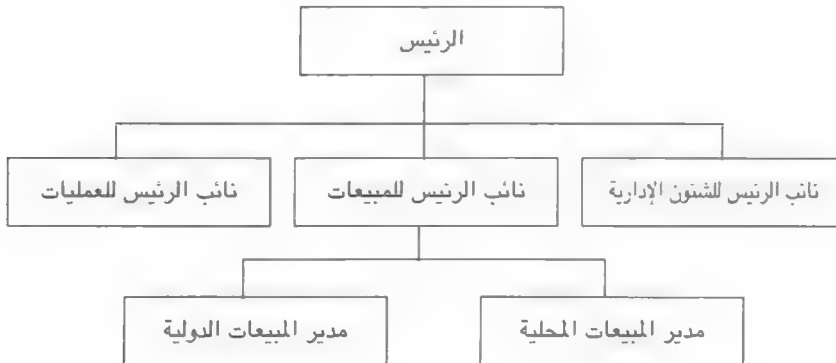 الرئيس
نائب الرئيس للشئون الإدارية
نائب الرئيس للمبيعات
نائب الرئيس للعمليات
مدير المبيعات المحلية
مدير المبيعات الدولية